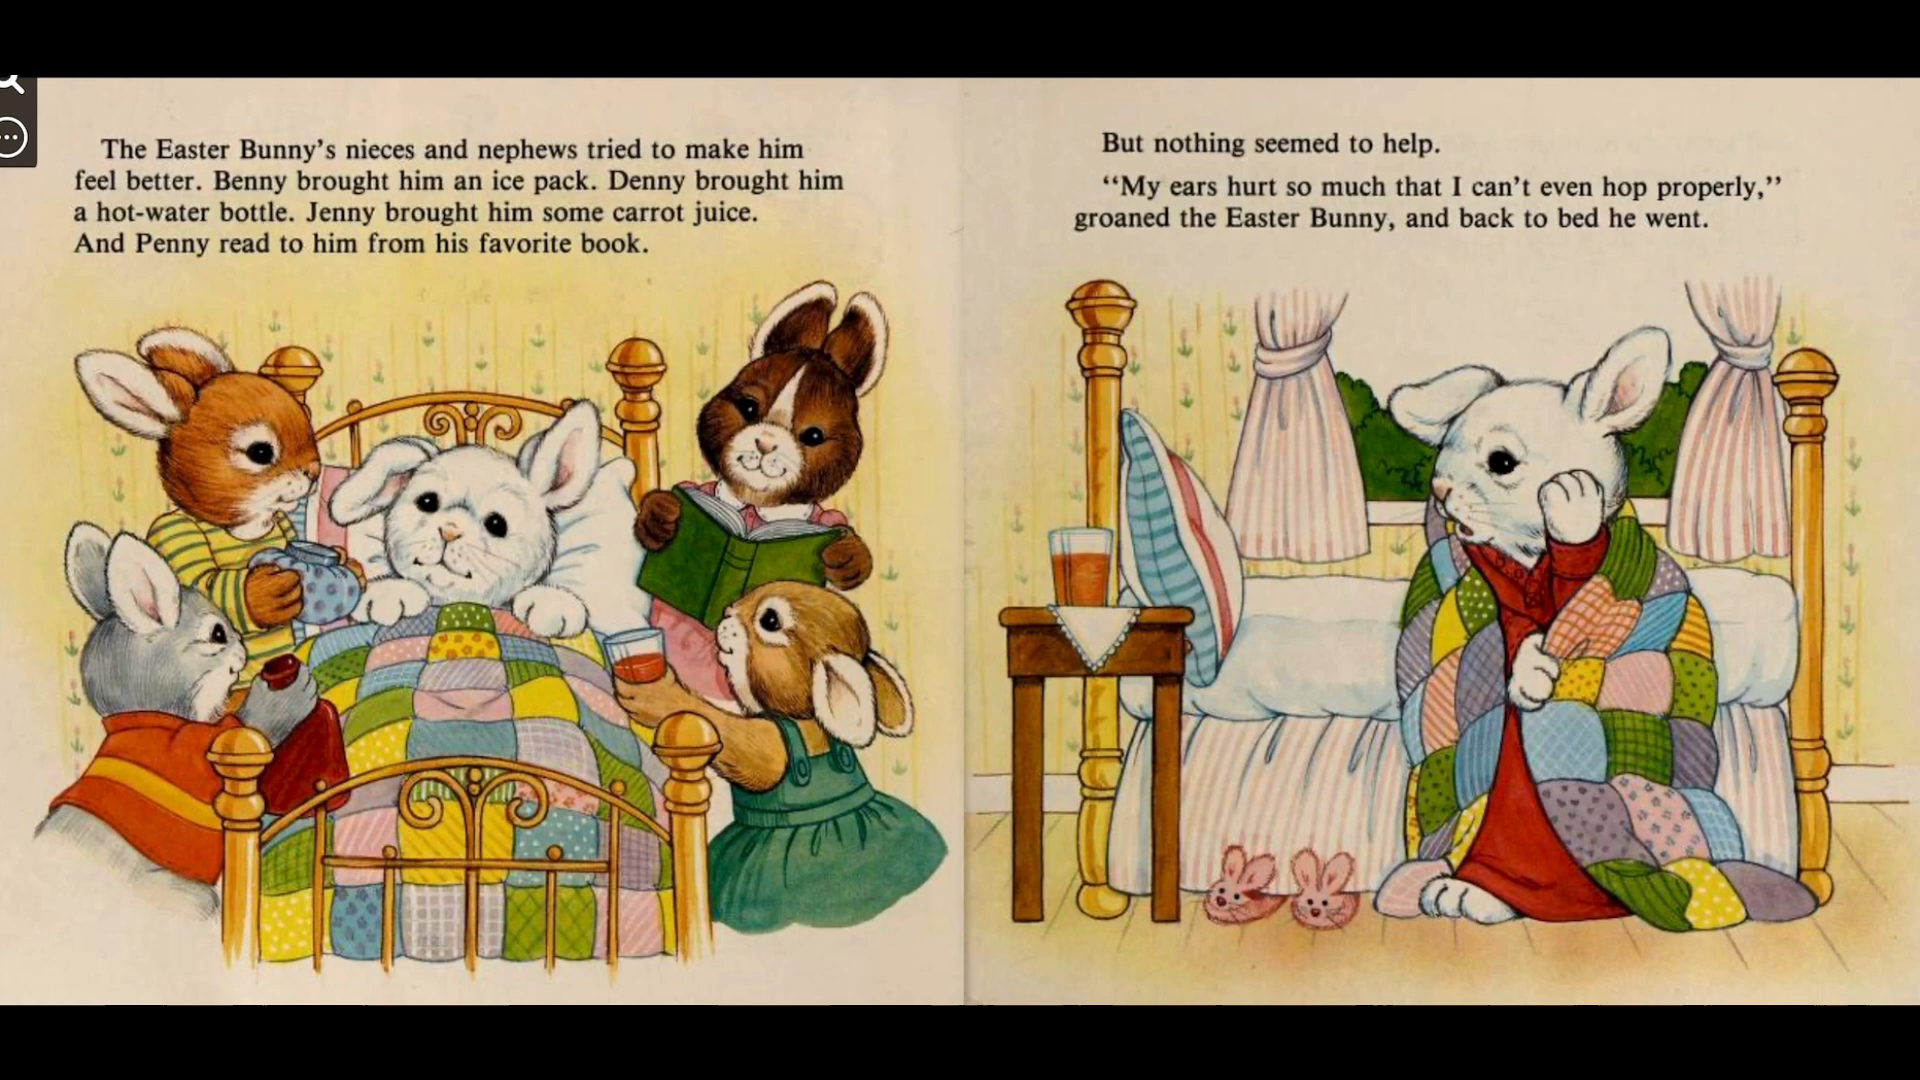 The Easter Bunny's nieces and nephews tried to make him
feel better. Benny brought him an ice pack. Denny brought him
a hot-water bottle. Jenny brought him some carrot juice.
And Penny read to him from his favorite book.
But nothing seemed to help.
“My ears hurt so much that I can't even hop properly,”
groaned the Easter Bunny, and back to bed he went.